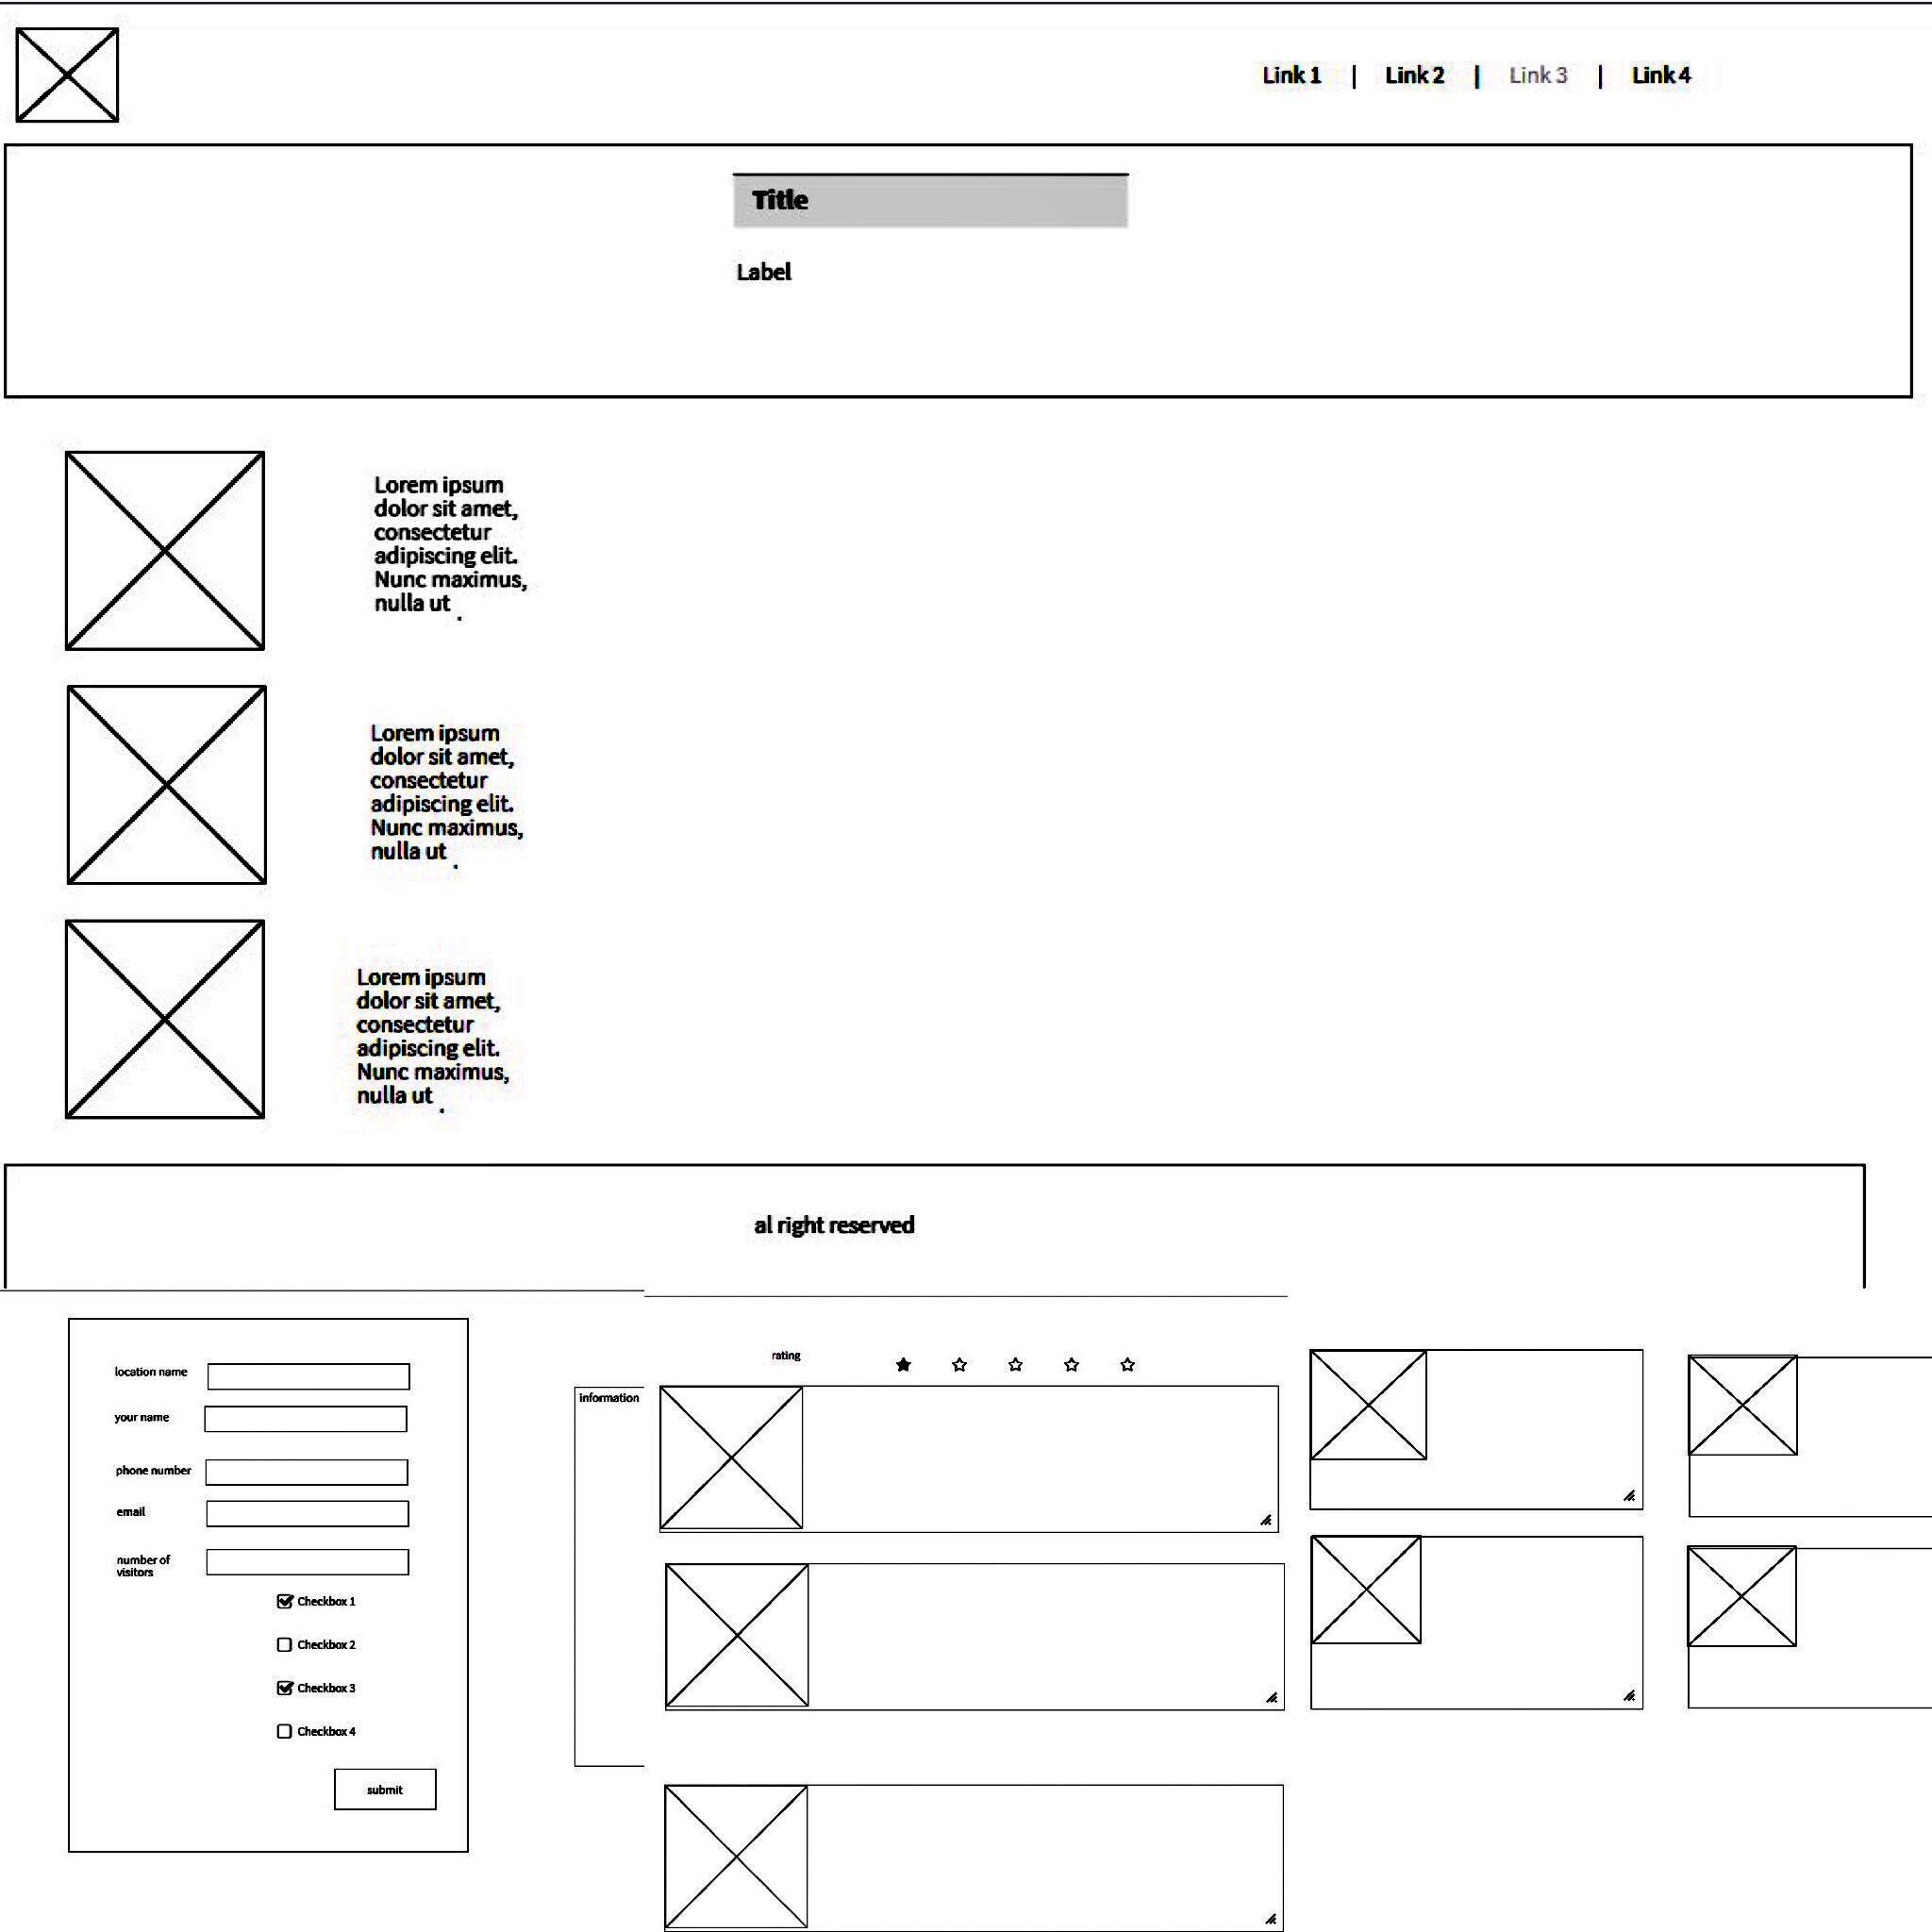 Link 1 | Link 2 | Link 3 | Link 4
Title
Label
Lorem ipsum
dolor sit amet,
consectetur
adipiscing elit.
Nunc maximus,
nulla ut
.
Lorem ipsum
dolor sit amet,
consectetur
adipiscing elit.
Nunc maximus,
nulla ut
.
Lorem ipsum
dolor sit amet,
consectetur
adipiscing elit.
Nunc maximus,
nulla ut
.
al right reserved
location name
your name
phone number
email
number of
visitors
Checkbox 1
Checkbox 2
Checkbox 3
Checkbox 4
submit
information
rating